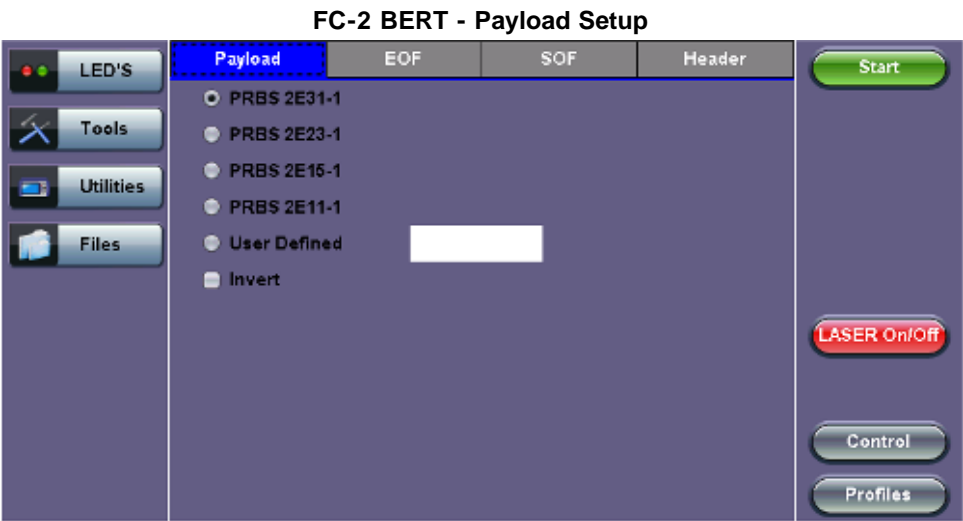 FC-2 BERT - Payload Setup
LED'S
Tools
Utilities
Files
Payload EOF SOF Header
PRBS 2E31-1
PRBS 2E23-1
PRBS 2E15-1
PRBS 2E11-1
User Defined
Invert
Start
LASER On/Off
Control
Profiles